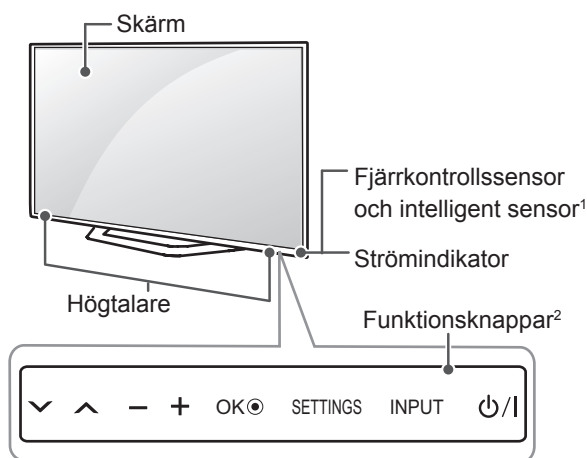 Skärm
Fjärrkontrollssensor
och intelligent sensor¹
Strömindikator
Högtalare
Funktionsknappar²
− + OK SETTINGS INPUT ⏻/I